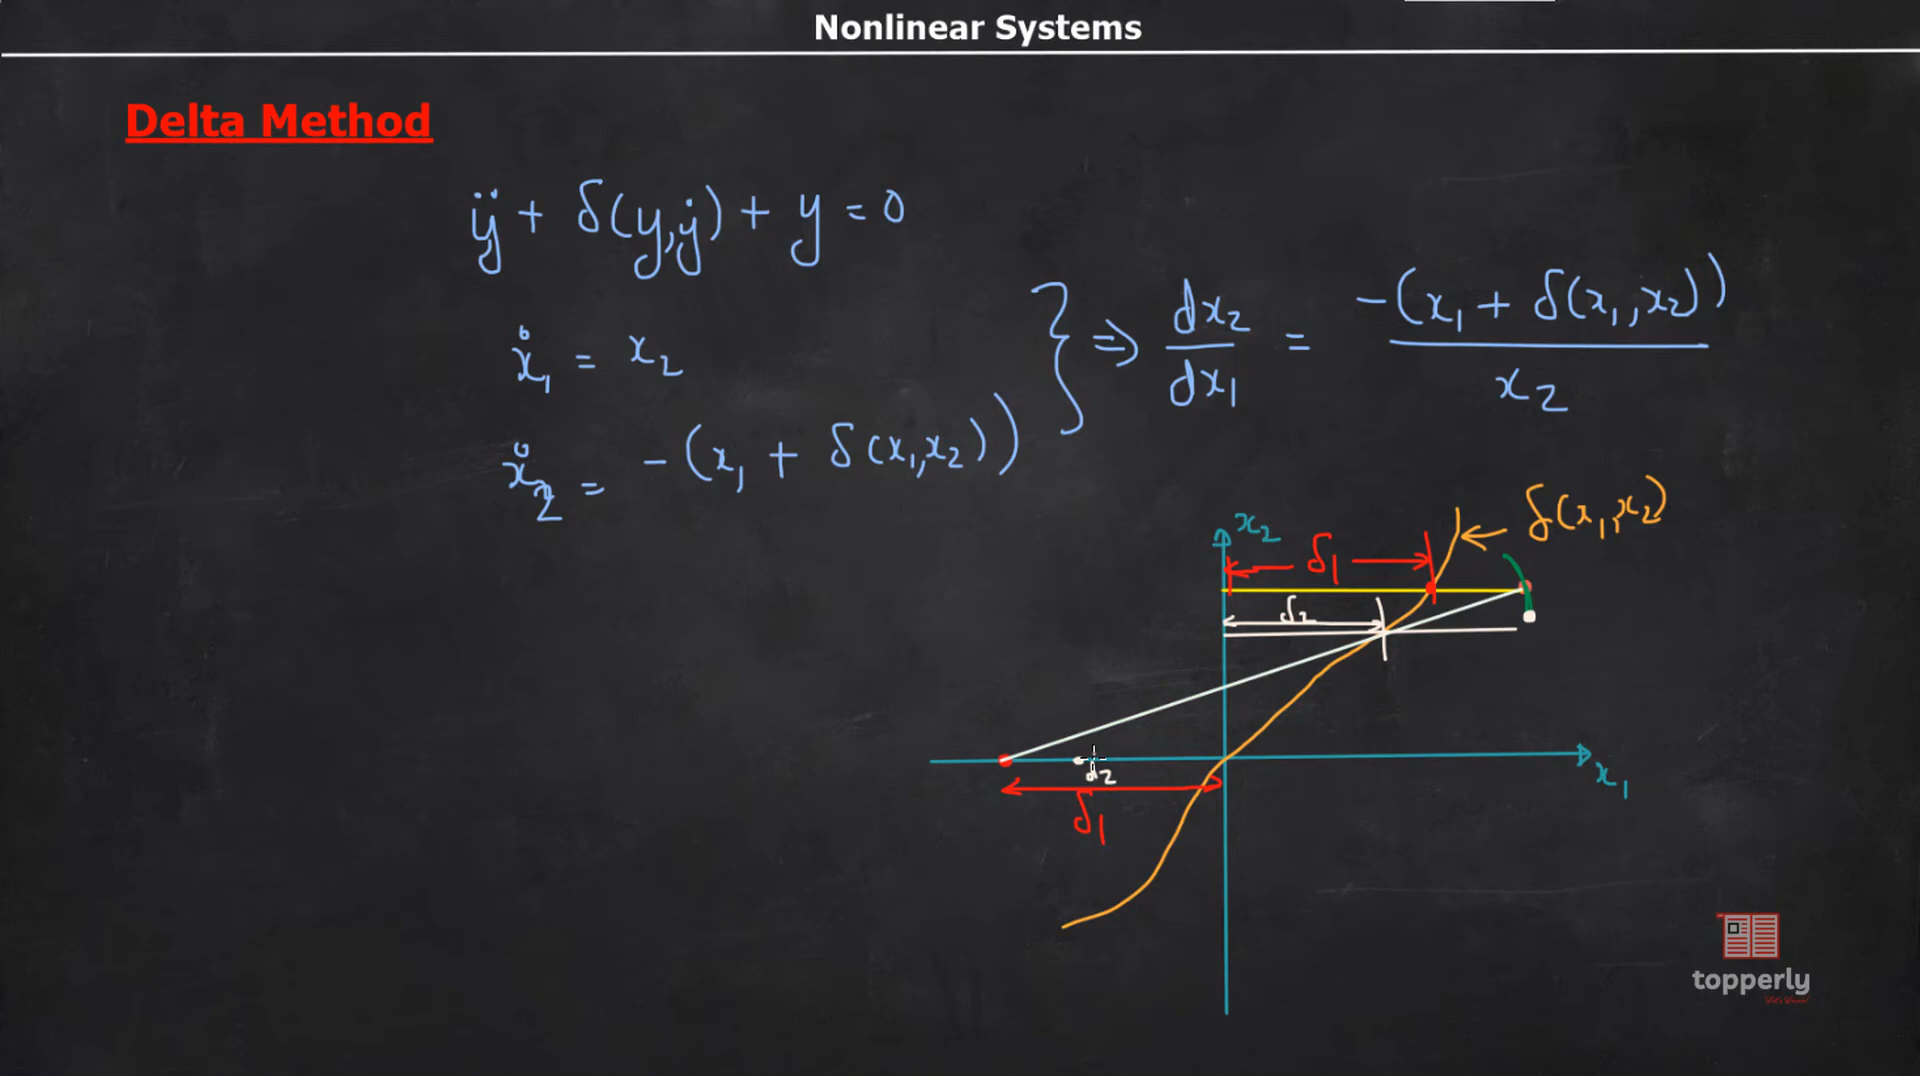 Nonlinear Systems
Delta Method
ÿ + δ(y,ẏ) + y = 0
ẋ₁ = x₂
ẋ₂ = -(x₁ + δ(x₁,x₂))
} ⇒ dx₂/dx₁ = -(x₁ + δ(x₁,x₂))/x₂
δ(x₁,x₂)
x₂
δ₁
δ₂
x₁
d₂
δ₁
topperly